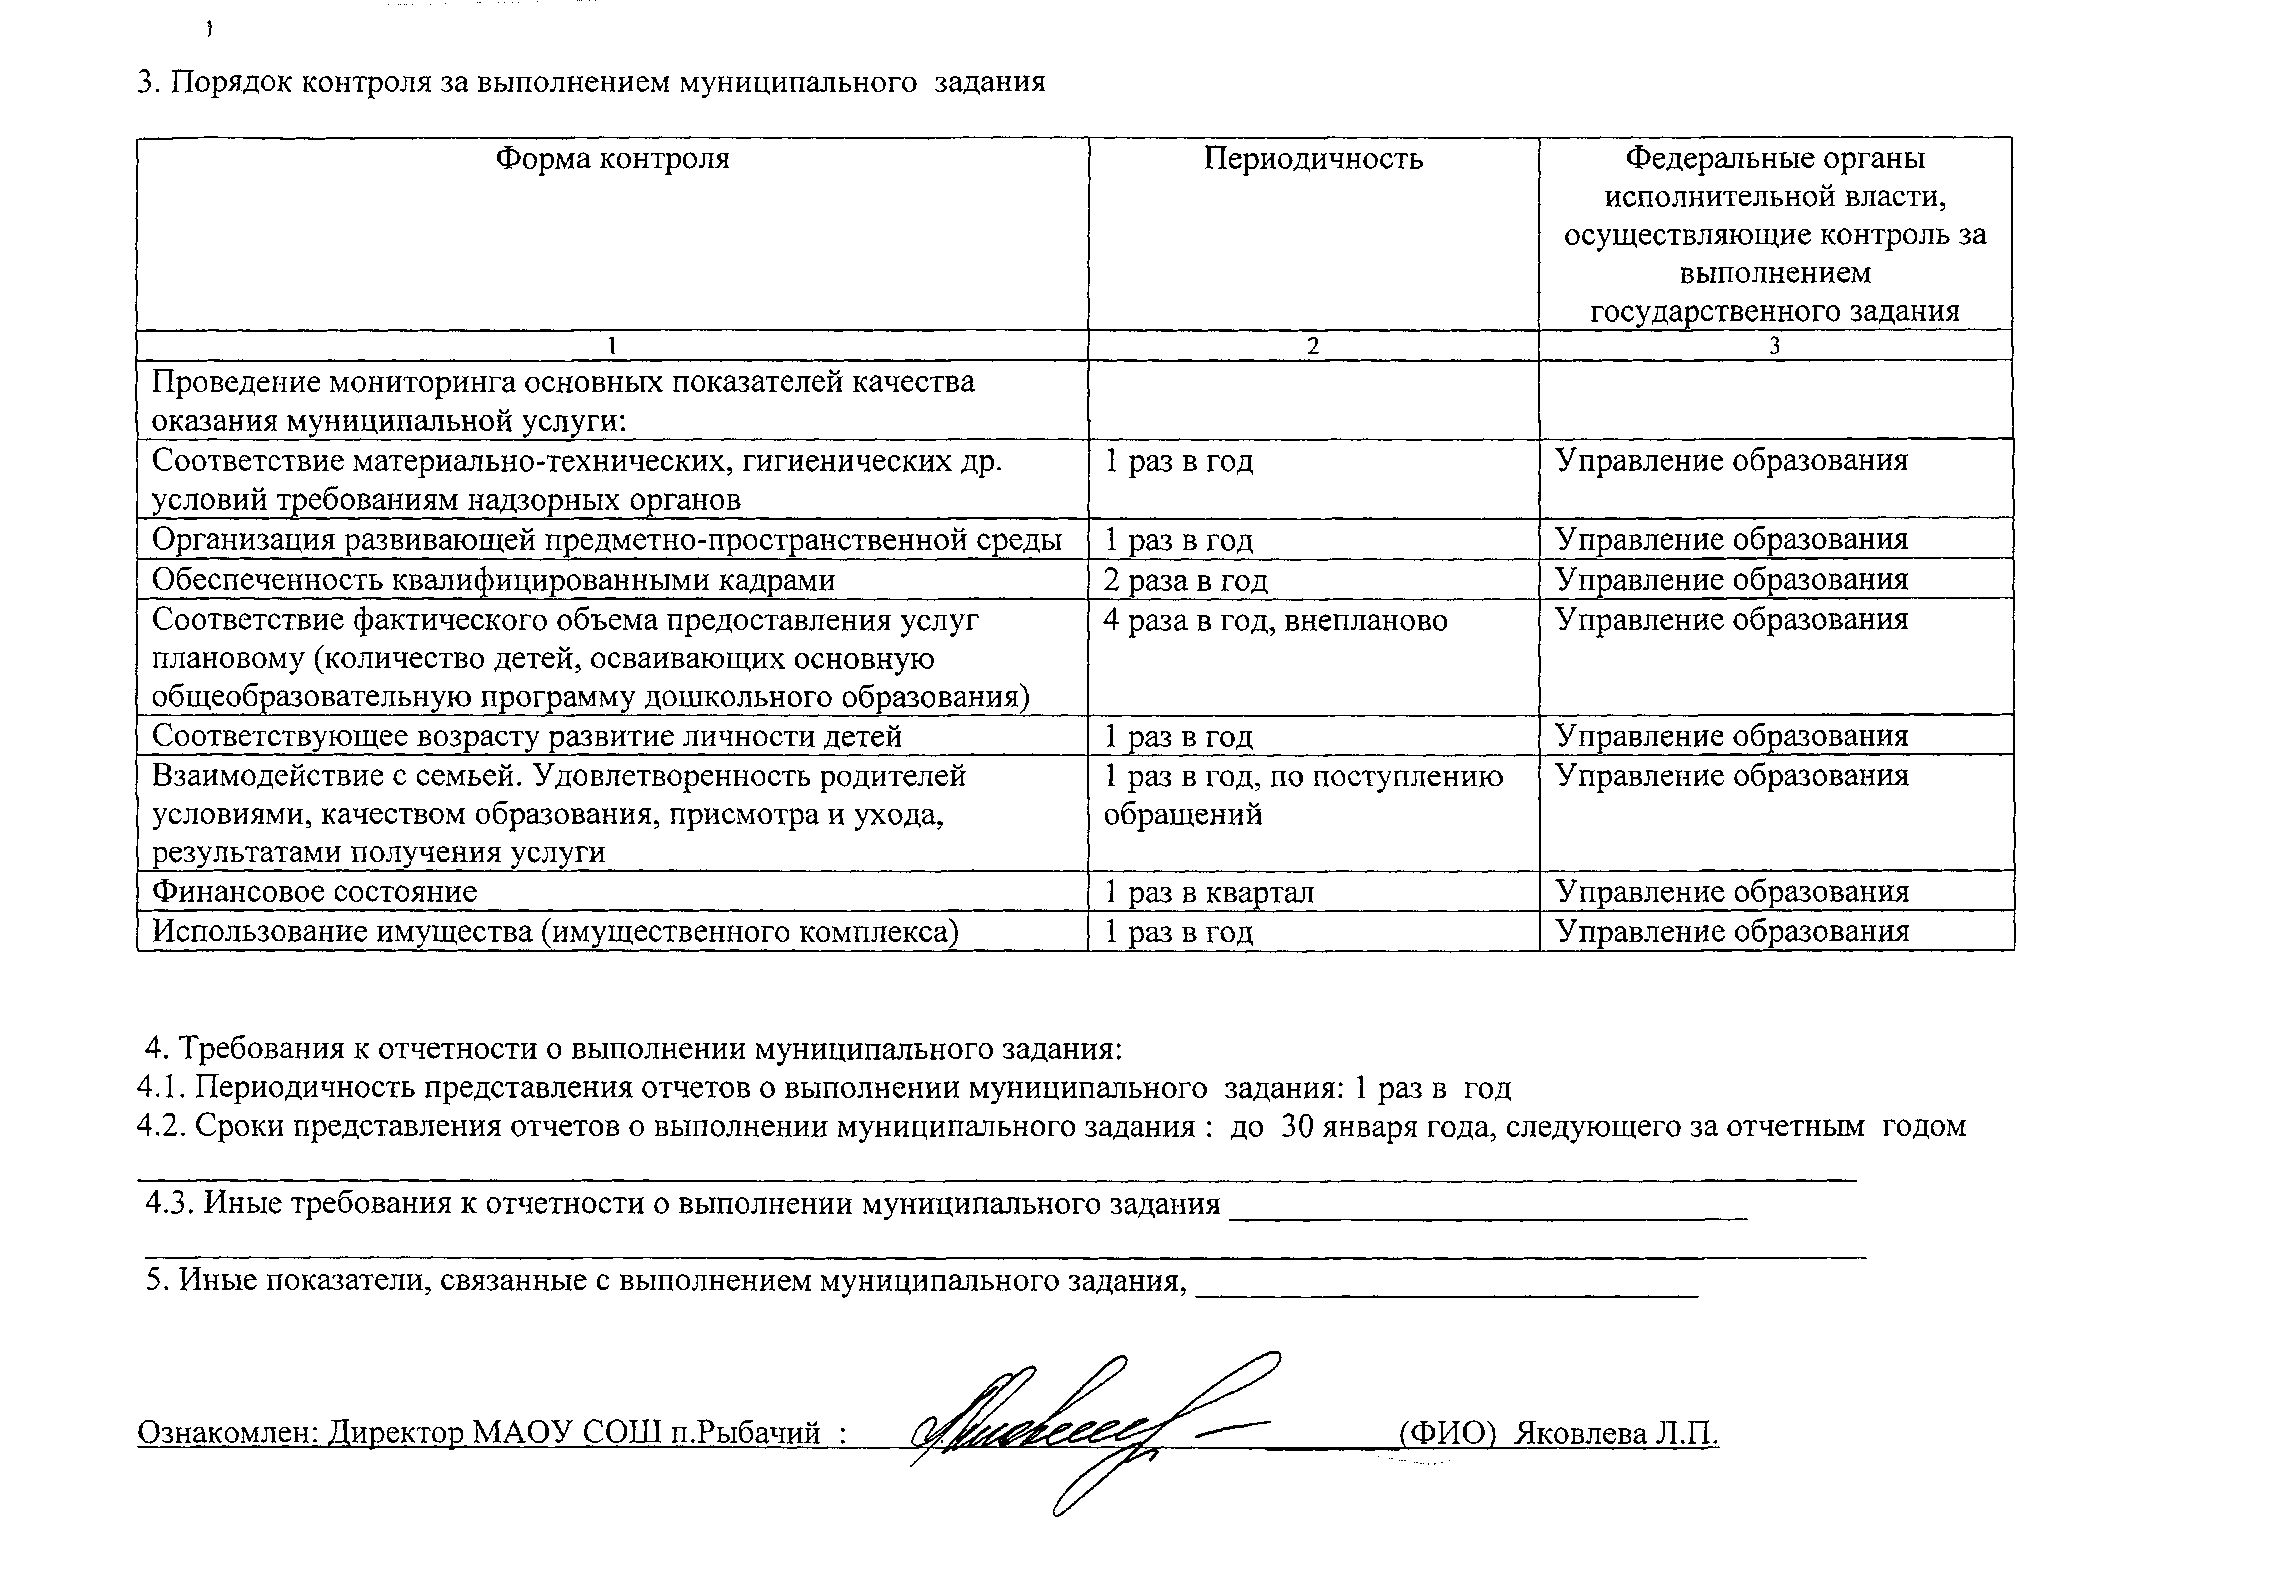 3. Порядок контроля за выполнением муниципального задания
Форма контроля
Периодичность
Федеральные органы
исполнительной власти,
осуществляющие контроль за
выполнением
государственного задания
1
2
3
Проведение мониторинга основных показателей качества
оказания муниципальной услуги:
Соответствие материально-технических, гигиенических др.
условий требованиям надзорных органов
1 раз в год
Управление образования
Организация развивающей предметно-пространственной среды
1 раз в год
Управление образования
Обеспеченность квалифицированными кадрами
2 раза в год
Управление образования
Соответствие фактического объема предоставления услуг
плановому (количество детей, осваивающих основную
общеобразовательную программу дошкольного образования)
4 раза в год, внепланово
Управление образования
Соответствующее возрасту развитие личности детей
1 раз в год
Управление образования
Взаимодействие с семьей. Удовлетворенность родителей
условиями, качеством образования, присмотра и ухода,
результатами получения услуги
1 раз в год, по поступлению
обращений
Управление образования
Финансовое состояние
1 раз в квартал
Управление образования
Использование имущества (имущественного комплекса)
1 раз в год
Управление образования
4. Требования к отчетности о выполнении муниципального задания:
4.1. Периодичность представления отчетов о выполнении муниципального задания: 1 раз в год
4.2. Сроки представления отчетов о выполнении муниципального задания : до 30 января года, следующего за отчетным годом
4.3. Иные требования к отчетности о выполнении муниципального задания
5. Иные показатели, связанные с выполнением муниципального задания,
Ознакомлен: Директор МАОУ СОШ п.Рыбачий : (ФИО) Яковлева Л.П.